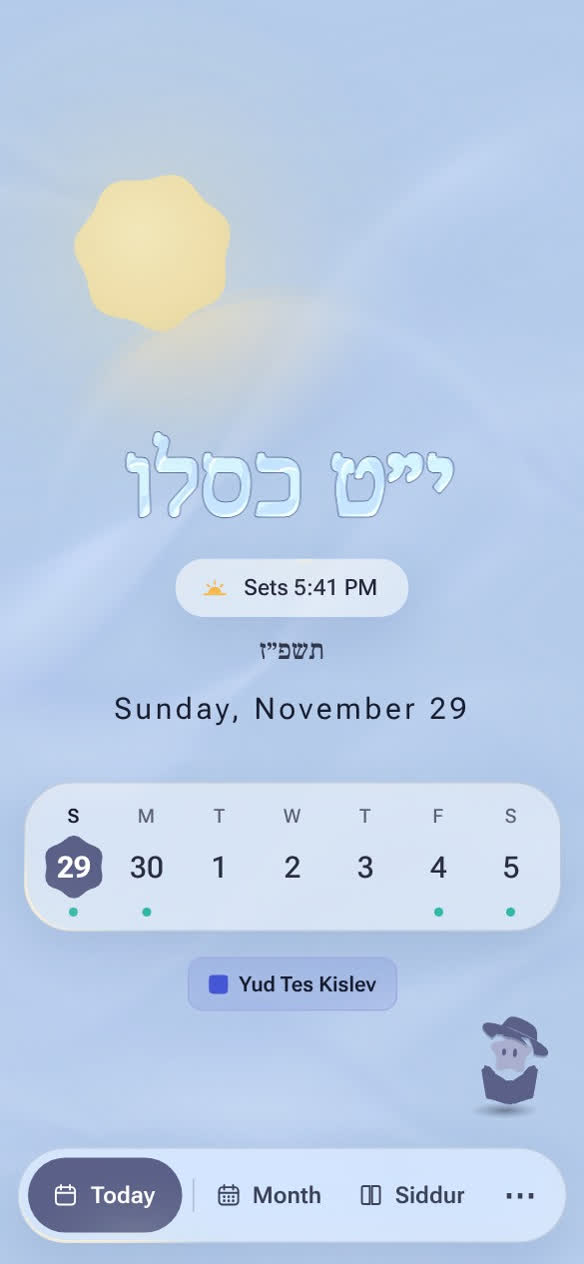 י״ט כסלו
Sets 5:41 PM
תשפ״ז
Sunday, November 29
S M T W T F S
29 30 1 2 3 4 5
Yud Tes Kislev
Today Month Siddur